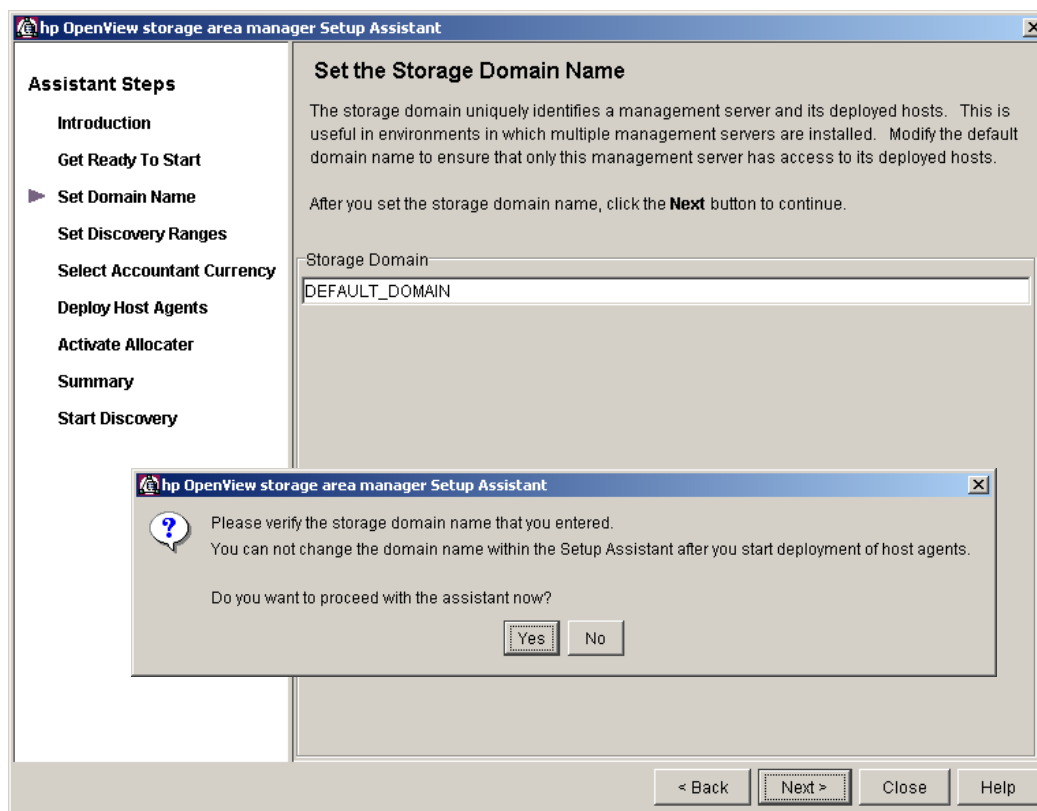 hp OpenView storage area manager Setup Assistant
Assistant Steps
Introduction
Get Ready To Start
Set Domain Name
Set Discovery Ranges
Select Accountant Currency
Deploy Host Agents
Activate Allocater
Summary
Start Discovery
Set the Storage Domain Name
The storage domain uniquely identifies a management server and its deployed hosts. This is
useful in environments in which multiple management servers are installed. Modify the default
domain name to ensure that only this management server has access to its deployed hosts.
After you set the storage domain name, click the Next button to continue.
Storage Domain
DEFAULT_DOMAIN
hp OpenView storage area manager Setup Assistant
Please verify the storage domain name that you entered.
You can not change the domain name within the Setup Assistant after you start deployment of host agents.
Do you want to proceed with the assistant now?
Yes No
< Back Next > Close Help